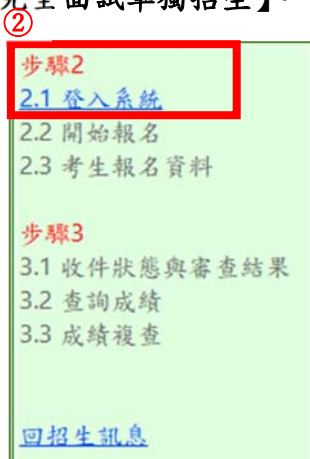 完全面試單獨招生】。
②
步驟2
2.1 登入系統
2.2 開始報名
2.3 考生報名資料
步驟3
3.1 收件狀態與審查結果
3.2 查詢成績
3.3 成績複查
回招生訊息